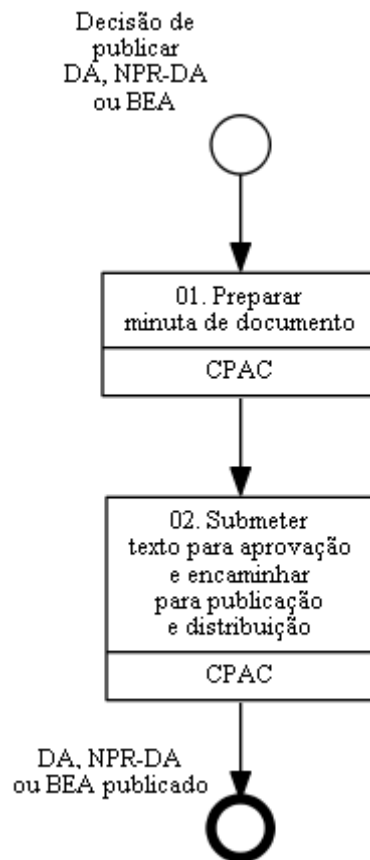 Decisão de
publicar
DA, NPR-DA
ou BEA
01. Preparar
minuta de documento
CPAC
02. Submeter
texto para aprovação
e encaminhar
para publicação
e distribuição
CPAC
DA, NPR-DA
ou BEA publicado